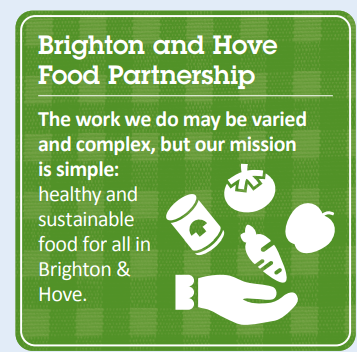 Brighton and Hove
Food Partnership
The work we do may be varied
and complex, but our mission
is simple:
healthy and
sustainable
food for all in
Brighton &
Hove.